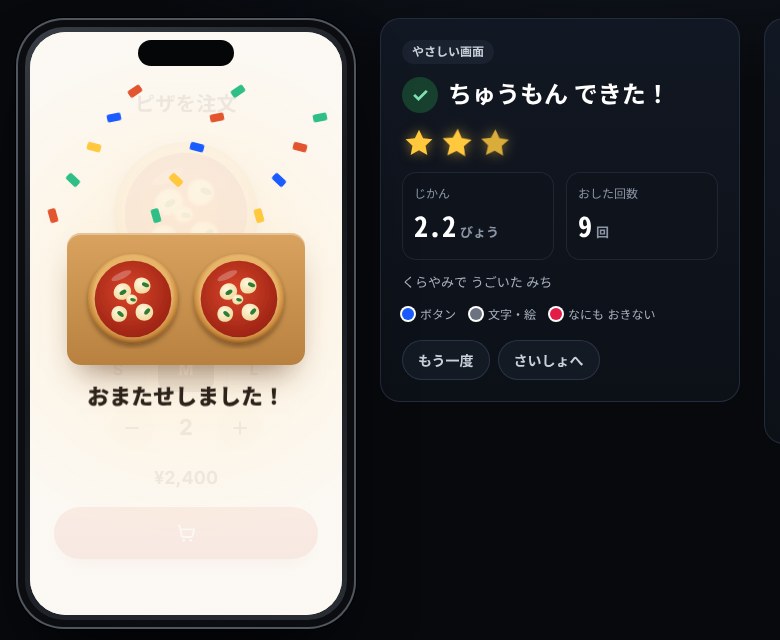 ピザを注文
S M L
おまたせしました！
− 2 +
¥2,400
やさしい画面
ちゅうもん できた！
じかん おした回数
2.2びょう 9回
くらやみで うごいた みち
ボタン 文字・絵 なにも おきない
もう一度 さいしょへ